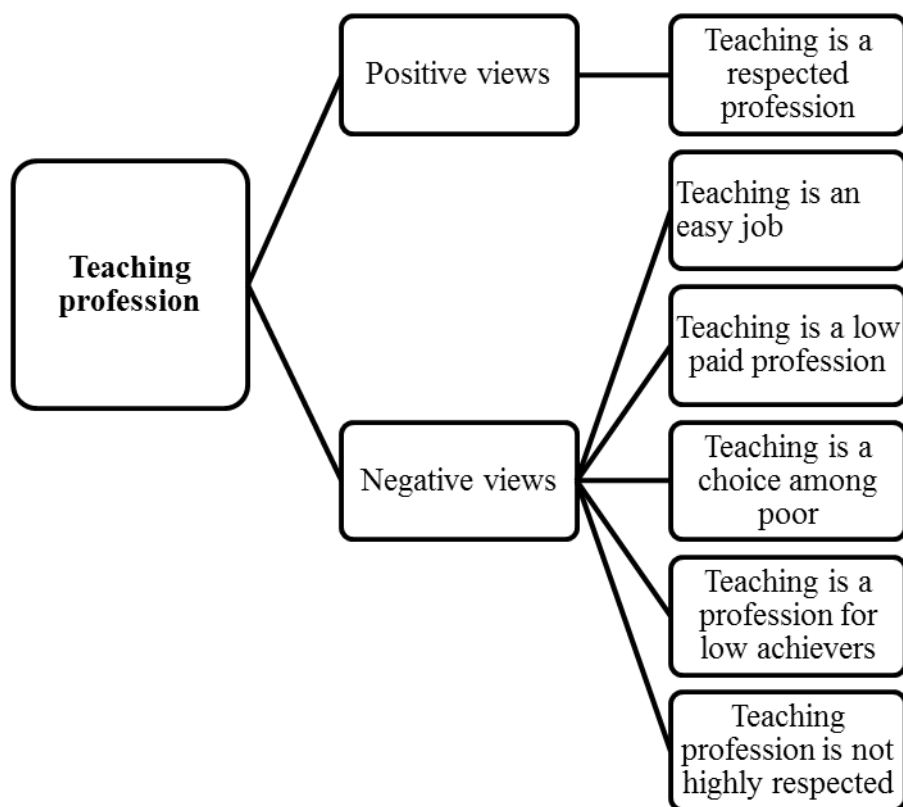 Teaching
profession
Positive views
Teaching is a
respected
profession
Negative views
Teaching is an
easy job
Teaching is a low
paid profession
Teaching is a
choice among
poor
Teaching is a
profession for
low achievers
Teaching
profession is not
highly respected